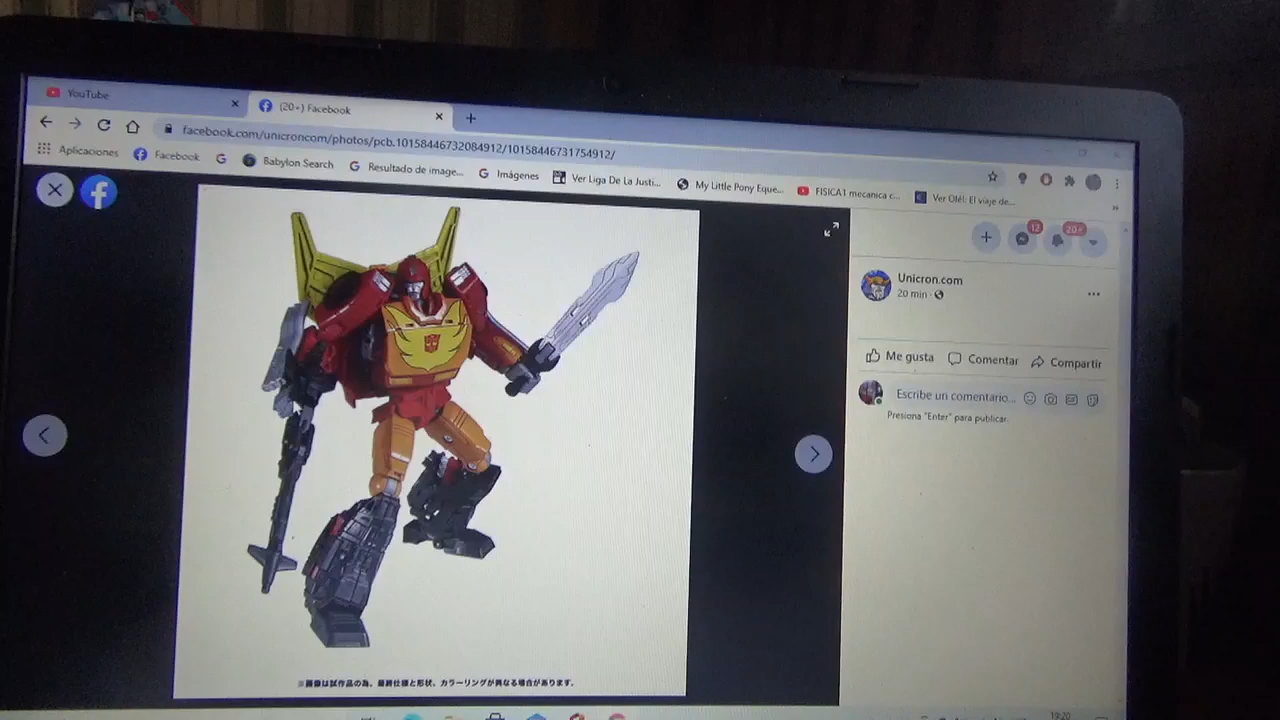 YouTube
(20+) Facebook
facebook.com/unicroncom/photos/pcb.10158446732084912/10158446731754912/
Aplicaciones
Facebook
Babylon Search
Resultado de image...
Imágenes
Ver Liga De La Justi...
My Little Pony Eque...
FISICA1 mecanica c...
Ver Olé!: El viaje de...
12
20+
Unicron.com
20 min
Me gusta
Comentar
Compartir
Escribe un comentario...
Presiona "Enter" para publicar.
※画像は試作品の為、最終仕様と形状、カラーリングが異なる場合があります。
19:20